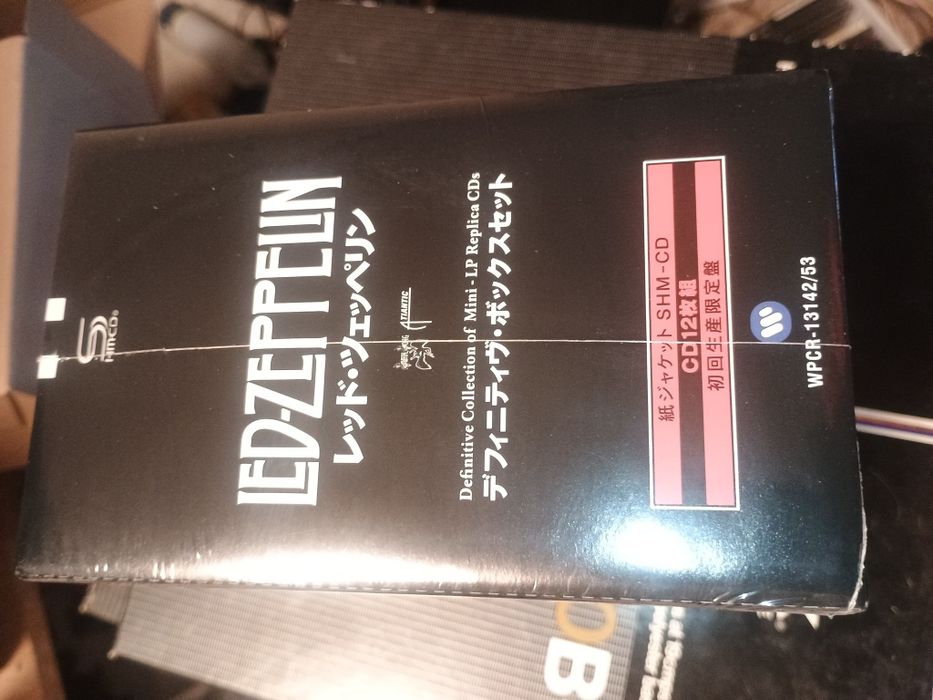 SHM-CD
LED-ZEPPELIN
レッド・ツェッペリン
ATLANTIC
Definitive Collection of Mini-LP Replica CDs
デフィニティヴ・ボックスセット
紙ジャケット SHM-CD
CD12枚組
初回生産限定盤
WPCR-13142/53